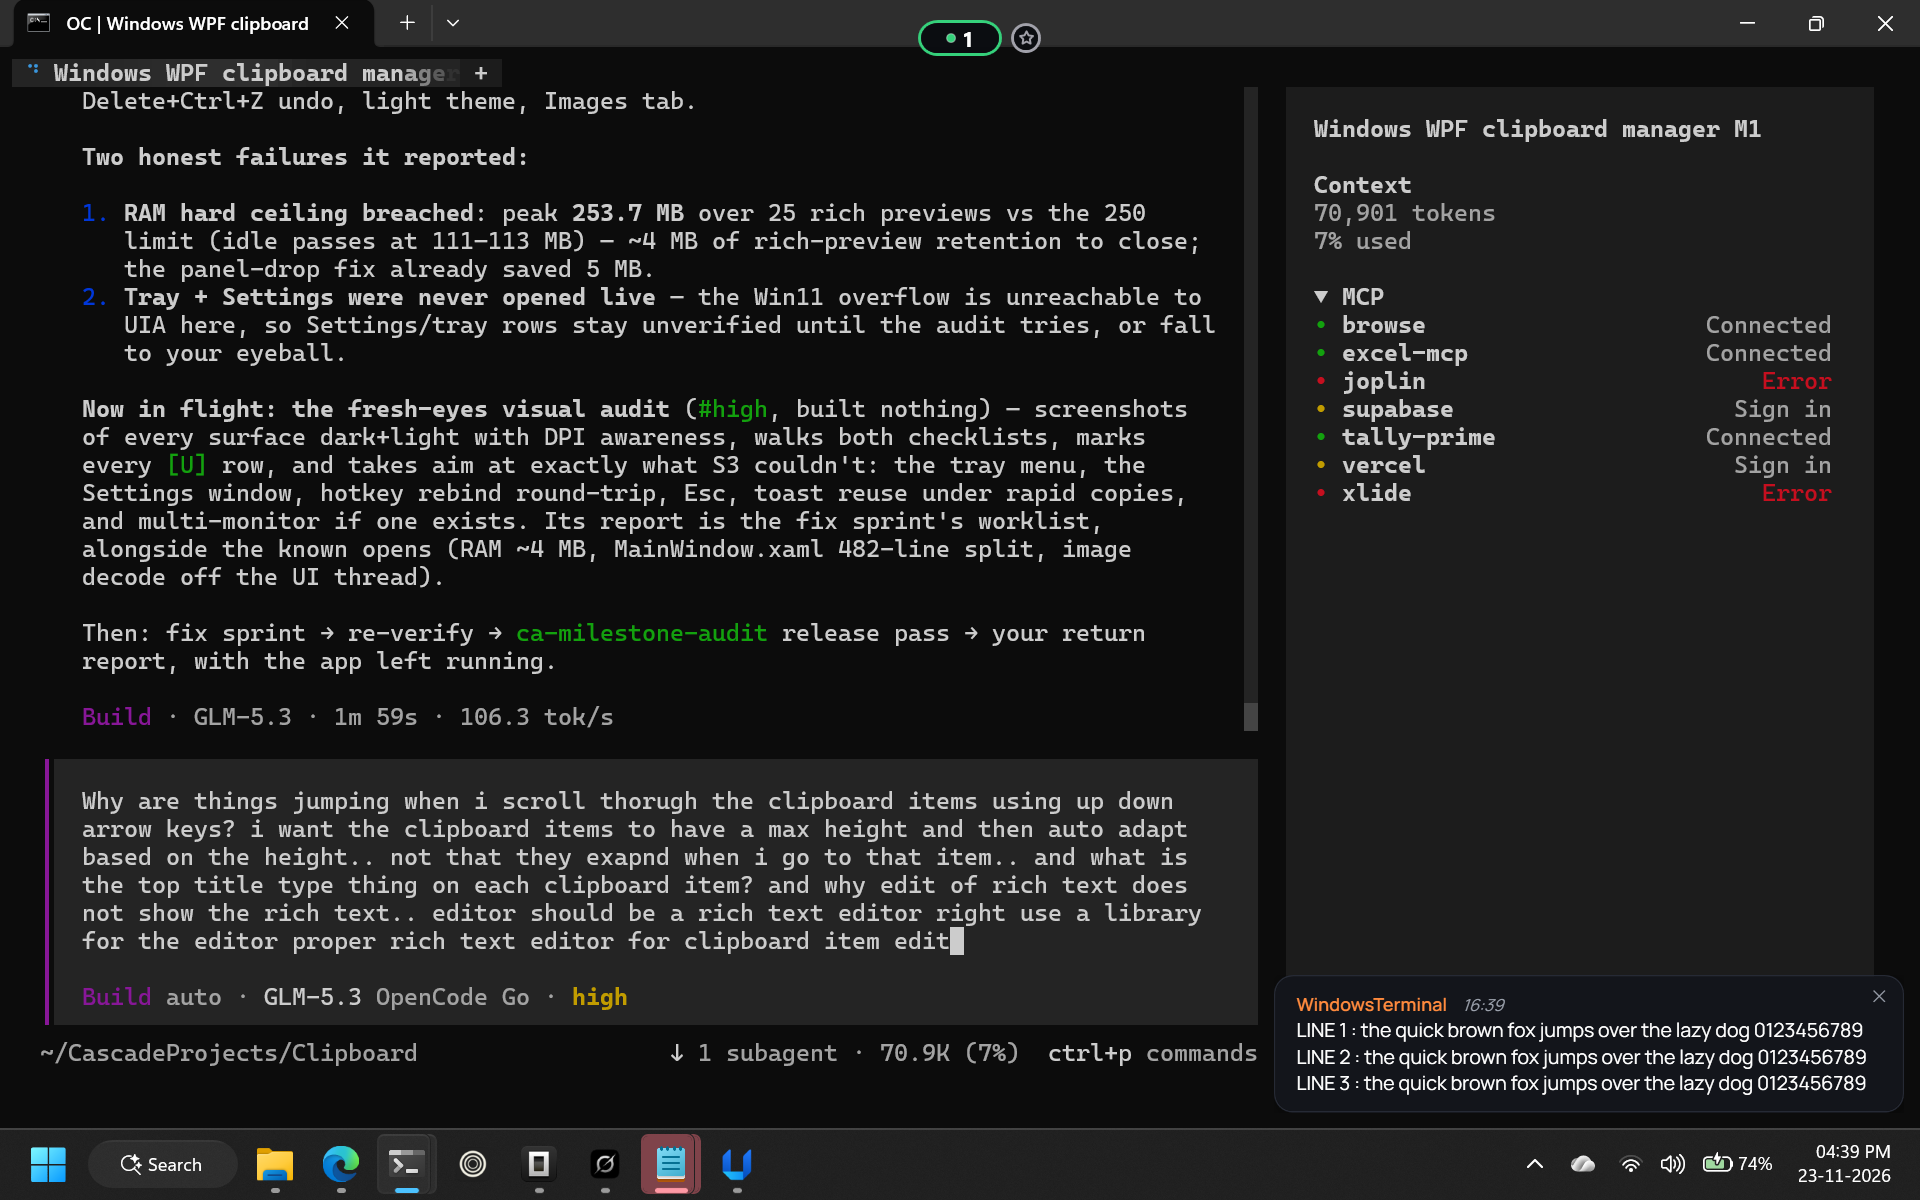 OC | Windows WPF clipboard
1
Windows WPF clipboard manager +
Delete+Ctrl+Z undo, light theme, Images tab.
Two honest failures it reported:
1. RAM hard ceiling breached: peak 253.7 MB over 25 rich previews vs the 250
limit (idle passes at 111–113 MB) — ~4 MB of rich-preview retention to close;
the panel-drop fix already saved 5 MB.
2. Tray + Settings were never opened live — the Win11 overflow is unreachable to
UIA here, so Settings/tray rows stay unverified until the audit tries, or fall
to your eyeball.
Now in flight: the fresh-eyes visual audit (#high, built nothing) — screenshots
of every surface dark+light with DPI awareness, walks both checklists, marks
every [U] row, and takes aim at exactly what S3 couldn't: the tray menu, the
Settings window, hotkey rebind round-trip, Esc, toast reuse under rapid copies,
and multi-monitor if one exists. Its report is the fix sprint's worklist,
alongside the known opens (RAM ~4 MB, MainWindow.xaml 482-line split, image
decode off the UI thread).
Then: fix sprint → re-verify → ca-milestone-audit release pass → your return
report, with the app left running.
Build · GLM-5.3 · 1m 59s · 106.3 tok/s
Why are things jumping when i scroll thorugh the clipboard items using up down
arrow keys? i want the clipboard items to have a max height and then auto adapt
based on the height.. not that they exapnd when i go to that item.. and what is
the top title type thing on each clipboard item? and why edit of rich text does
not show the rich text.. editor should be a rich text editor right use a library
for the editor proper rich text editor for clipboard item edit
Build auto · GLM-5.3 OpenCode Go · high
~/CascadeProjects/Clipboard
↓ 1 subagent · 70.9K (7%) ctrl+p commands
Windows WPF clipboard manager M1
Context
70,901 tokens
7% used
▼ MCP
• browse Connected
• excel-mcp Connected
• joplin Error
• supabase Sign in
• tally-prime Connected
• vercel Sign in
• xlide Error
WindowsTerminal 16:39
LINE 1 : the quick brown fox jumps over the lazy dog 0123456789
LINE 2 : the quick brown fox jumps over the lazy dog 0123456789
LINE 3 : the quick brown fox jumps over the lazy dog 0123456789
Search
74%
04:39 PM
23-11-2026